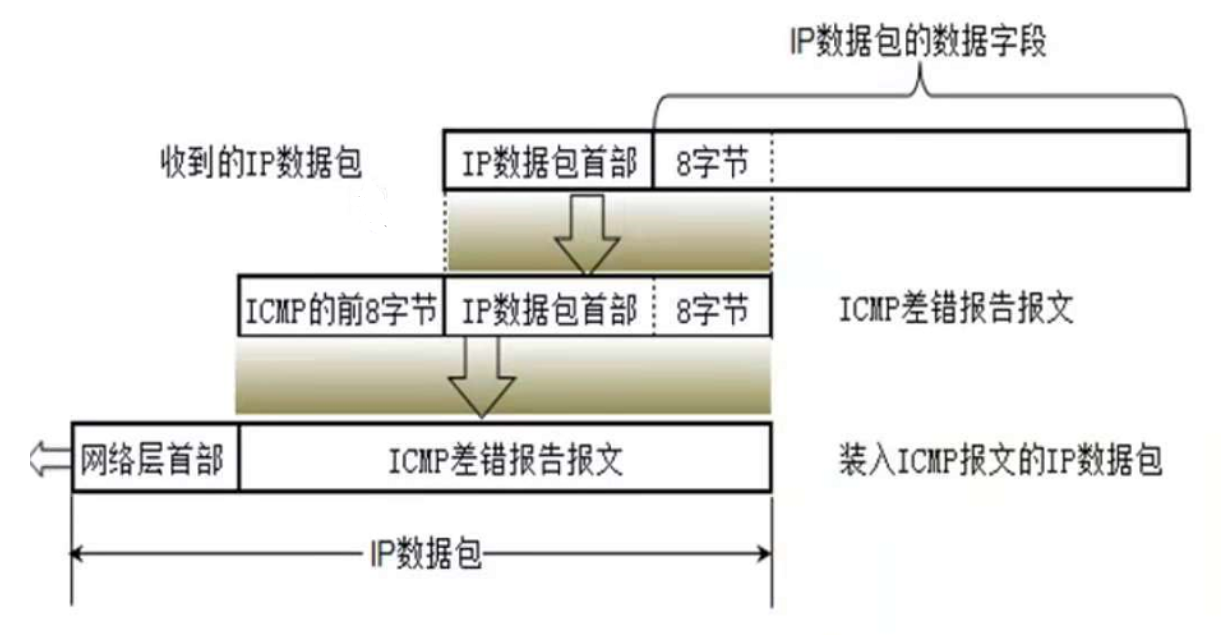 IP数据包的数据字段
收到的IP数据包
IP数据包首部
8字节
ICMP的前8字节
IP数据包首部
8字节
ICMP差错报告报文
网络层首部
ICMP差错报告报文
装入ICMP报文的IP数据包
IP数据包